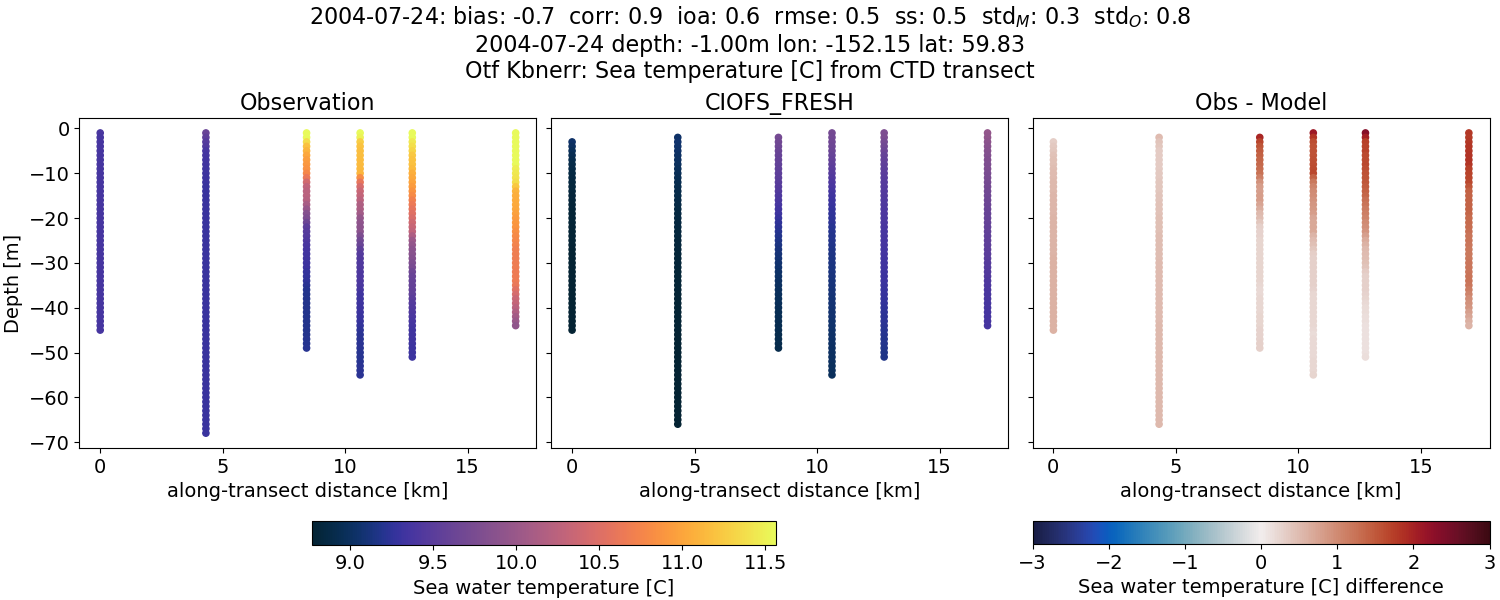 2004-07-24: bias: -0.7 corr: 0.9 ioa: 0.6 rmse: 0.5 ss: 0.5 std_M: 0.3 std_O: 0.8
2004-07-24 depth: -1.00m lon: -152.15 lat: 59.83
Otf Kbnerr: Sea temperature [C] from CTD transect
Observation
CIOFS_FRESH
Obs - Model
Depth [m]
0
−10
−20
−30
−40
−50
−60
−70
0 5 10 15
0 5 10 15
0 5 10 15
along-transect distance [km]
along-transect distance [km]
along-transect distance [km]
9.0 9.5 10.0 10.5 11.0 11.5
Sea water temperature [C]
−3 −2 −1 0 1 2 3
Sea water temperature [C] difference